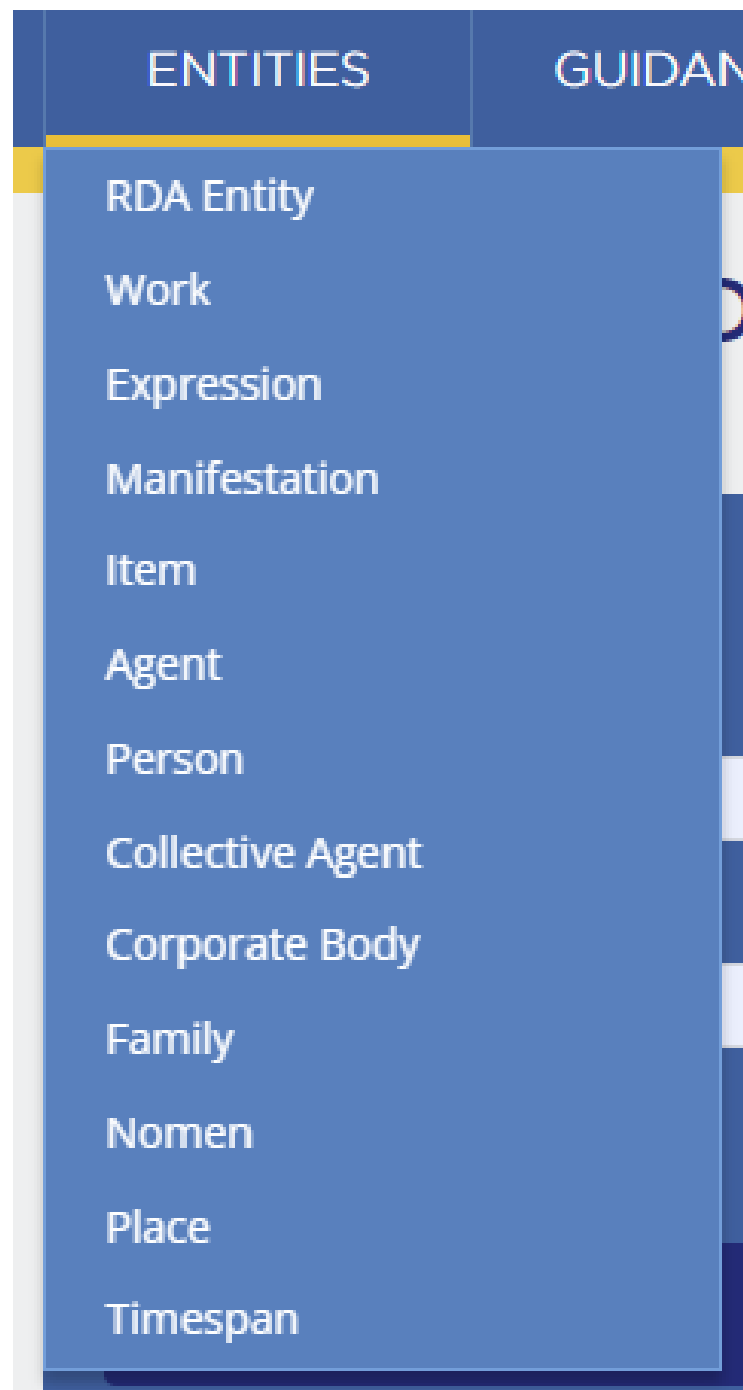 ENTITIES
RDA Entity
Work
Expression
Manifestation
Item
Agent
Person
Collective Agent
Corporate Body
Family
Nomen
Place
Timespan